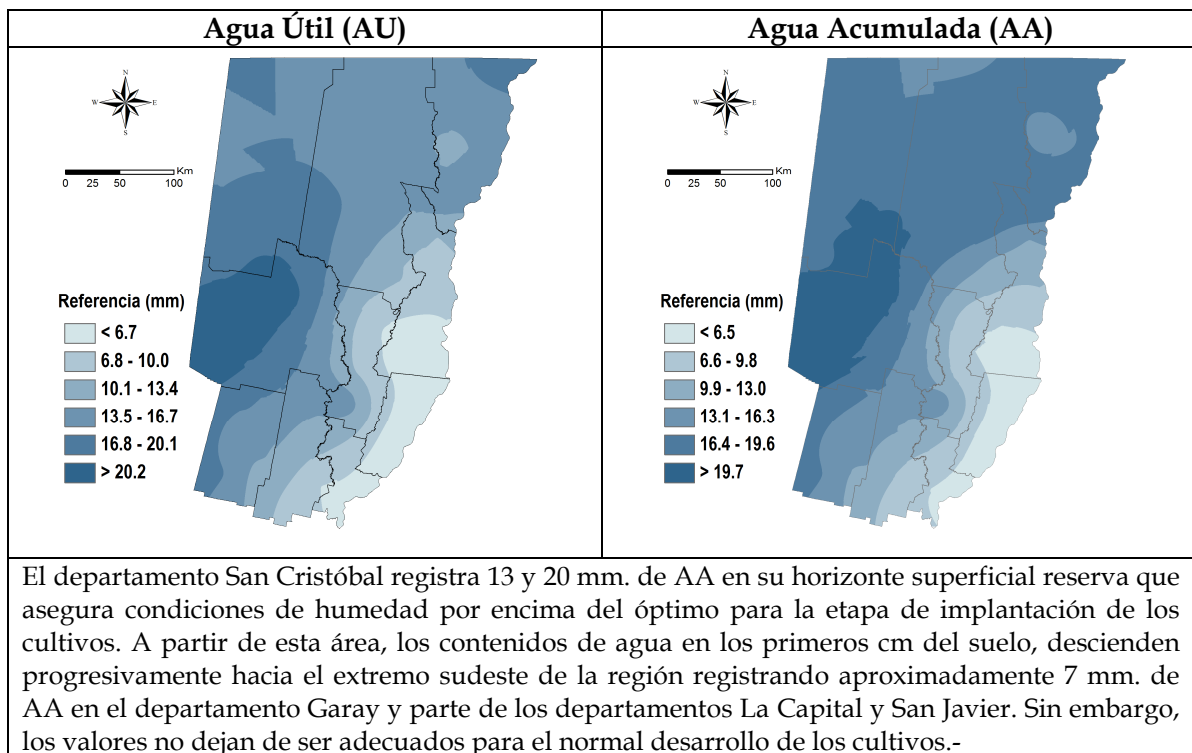 Agua Útil (AU)
Agua Acumulada (AA)
N
W E
S
Km
0 25 50 100
Referencia (mm)
< 6.7
6.8 - 10.0
10.1 - 13.4
13.5 - 16.7
16.8 - 20.1
> 20.2
N
W E
S
Km
0 25 50 100
Referencia (mm)
< 6.5
6.6 - 9.8
9.9 - 13.0
13.1 - 16.3
16.4 - 19.6
> 19.7
El departamento San Cristóbal registra 13 y 20 mm. de AA en su horizonte superficial reserva que
asegura condiciones de humedad por encima del óptimo para la etapa de implantación de los
cultivos. A partir de esta área, los contenidos de agua en los primeros cm del suelo, descienden
progresivamente hacia el extremo sudeste de la región registrando aproximadamente 7 mm. de
AA en el departamento Garay y parte de los departamentos La Capital y San Javier. Sin embargo,
los valores no dejan de ser adecuados para el normal desarrollo de los cultivos.-